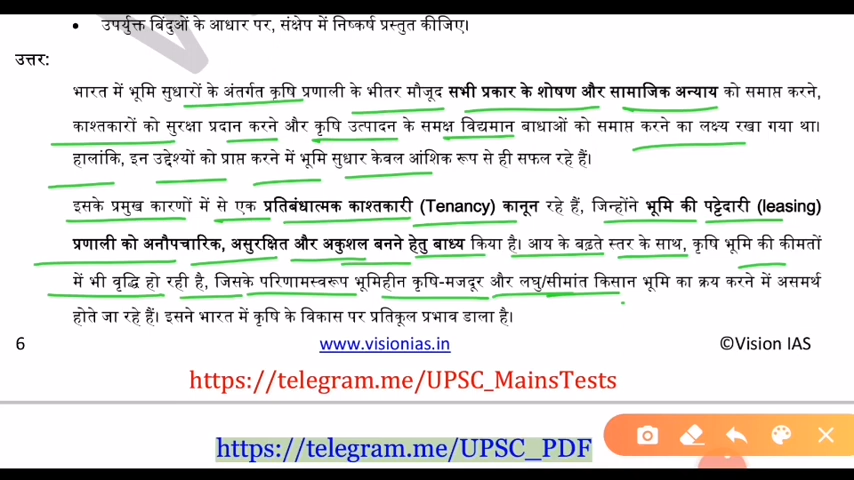 • उपर्युक्त बिंदुओं के आधार पर, संक्षेप में निष्कर्ष प्रस्तुत कीजिए।
उत्तर:
भारत में भूमि सुधारों के अंतर्गत कृषि प्रणाली के भीतर मौजूद सभी प्रकार के शोषण और सामाजिक अन्याय को समाप्त करने,
काश्तकारों को सुरक्षा प्रदान करने और कृषि उत्पादन के समक्ष विद्यमान बाधाओं को समाप्त करने का लक्ष्य रखा गया था।
हालांकि, इन उद्देश्यों को प्राप्त करने में भूमि सुधार केवल आंशिक रूप से ही सफल रहे हैं।
इसके प्रमुख कारणों में से एक प्रतिबंधात्मक काश्तकारी (Tenancy) कानून रहे हैं, जिन्होंने भूमि की पट्टेदारी (leasing)
प्रणाली को अनौपचारिक, असुरक्षित और अकुशल बनने हेतु बाध्य किया है। आय के बढ़ते स्तर के साथ, कृषि भूमि की कीमतों
में भी वृद्धि हो रही है, जिसके परिणामस्वरूप भूमिहीन कृषि-मजदूर और लघु/सीमांत किसान भूमि का क्रय करने में असमर्थ
होते जा रहे हैं। इसने भारत में कृषि के विकास पर प्रतिकूल प्रभाव डाला है।
6 www.visionias.in ©Vision IAS
https://telegram.me/UPSC_MainsTests
https://telegram.me/UPSC_PDF